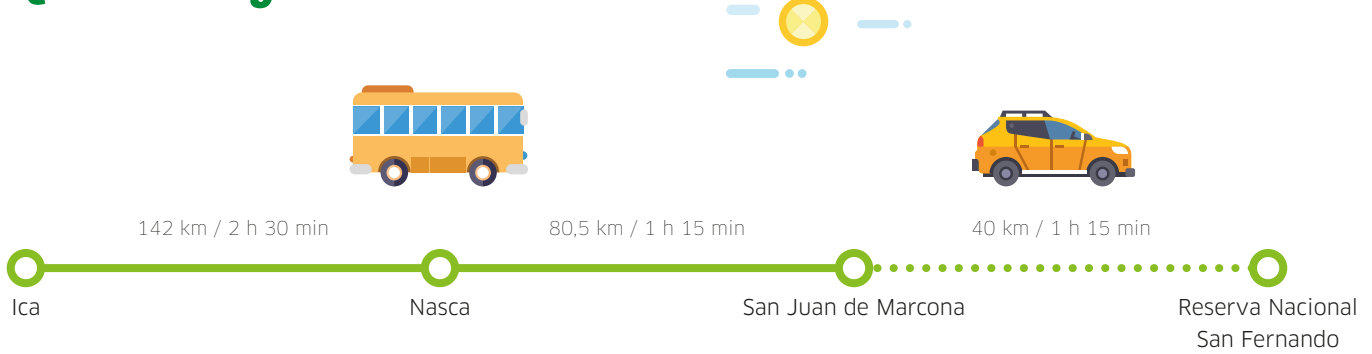 142 km / 2 h 30 min
80,5 km / 1 h 15 min
40 km / 1 h 15 min
Ica
Nasca
San Juan de Marcona
Reserva Nacional
San Fernando